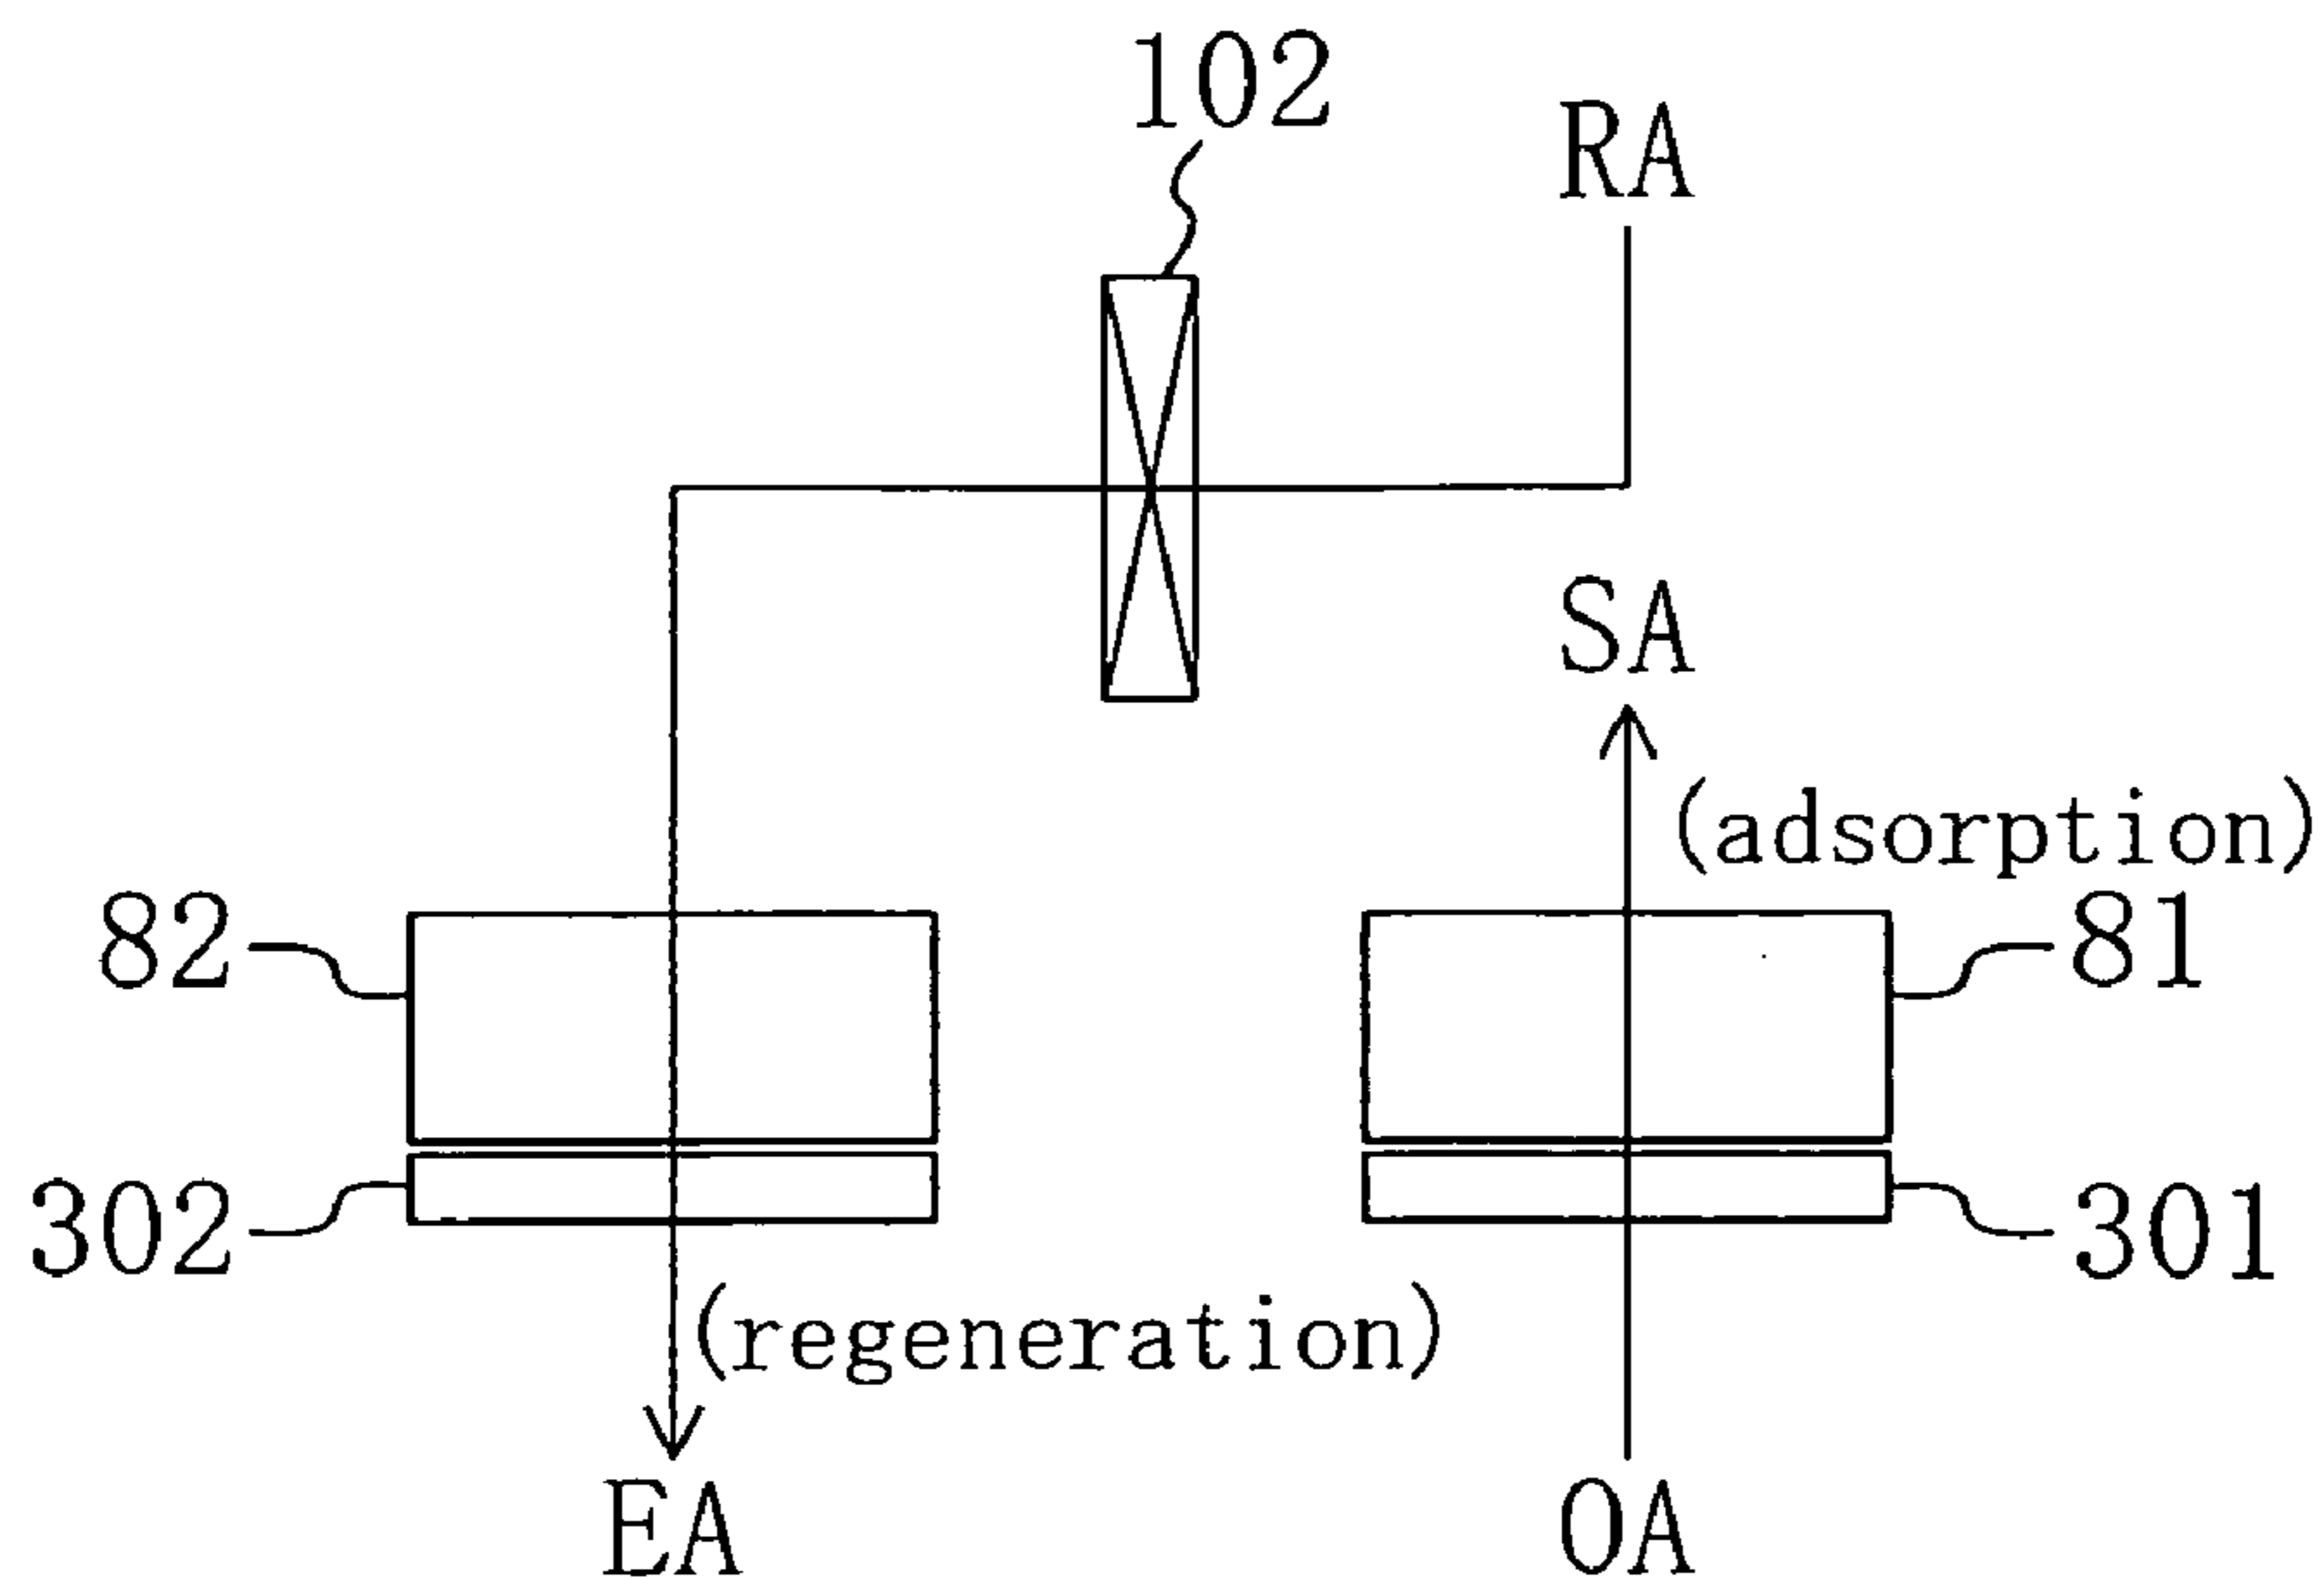 102
RA
SA
(adsorption)
82
81
302
301
(regeneration)
EA
OA